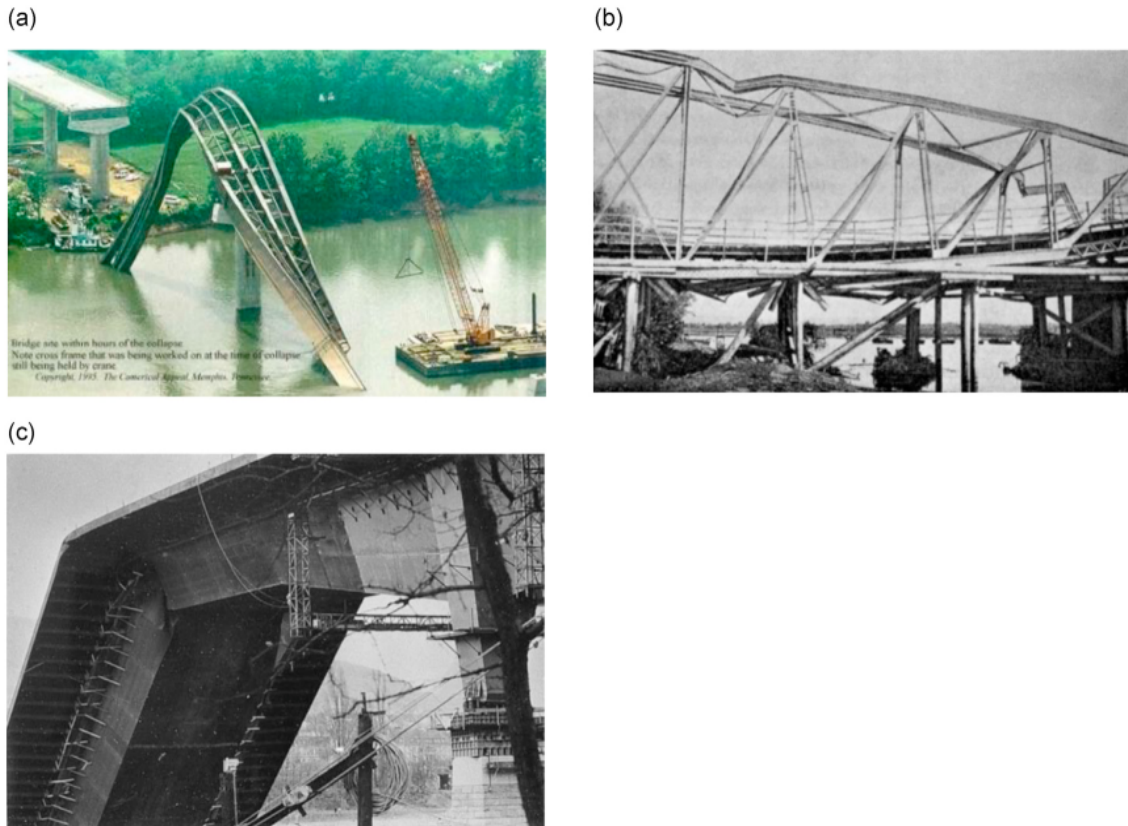 (a)
(b)
Bridge site within hours of the collapse
Note cross frame that was being worked on at the time of collapse
still being held by crane
Copyright, 1995. The Camerical Appeal, Memphis, Tennessee.
(c)